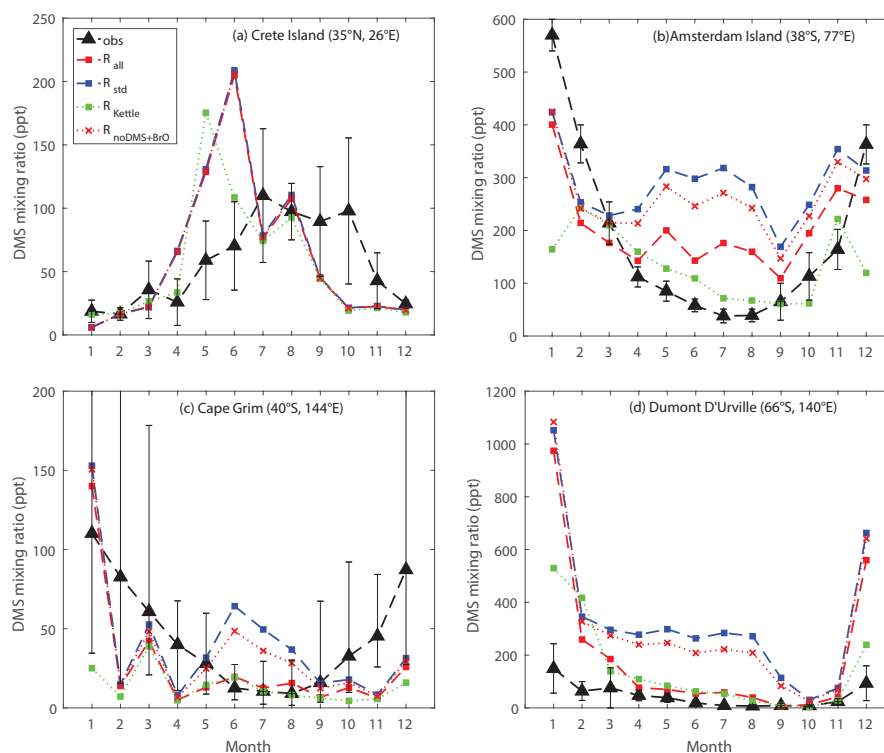 (a) Crete Island (35°N, 26°E)
obs
R all
R std
R Kettle
R noDMS+BrO
DMS mixing ratio (ppt)
250
200
150
100
50
0
1 2 3 4 5 6 7 8 9 10 11 12
(b)Amsterdam Island (38°S, 77°E)
DMS mixing ratio (ppt)
600
500
400
300
200
100
0
1 2 3 4 5 6 7 8 9 10 11 12
(c) Cape Grim (40°S, 144°E)
DMS mixing ratio (ppt)
200
150
100
50
0
1 2 3 4 5 6 7 8 9 10 11 12
Month
(d) Dumont D'Urville (66°S, 140°E)
DMS mixing ratio (ppt)
1200
1000
800
600
400
200
0
1 2 3 4 5 6 7 8 9 10 11 12
Month